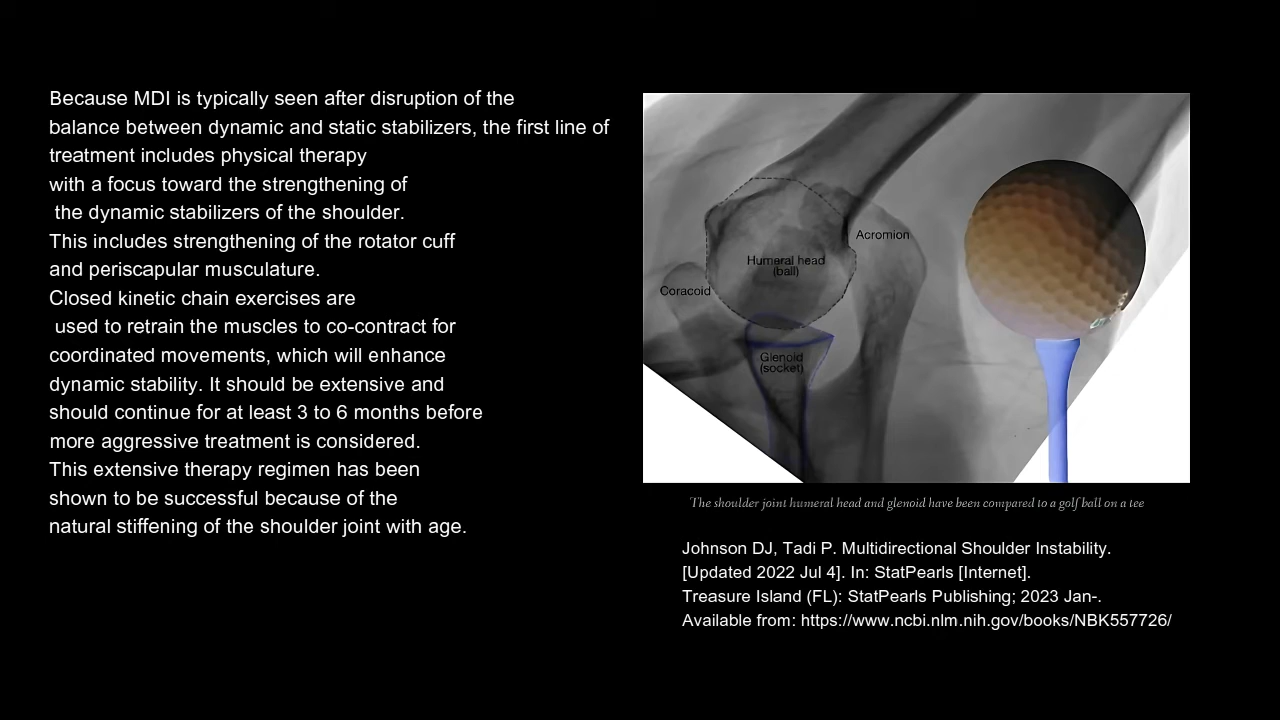 Because MDI is typically seen after disruption of the
balance between dynamic and static stabilizers, the first line of
treatment includes physical therapy
with a focus toward the strengthening of
the dynamic stabilizers of the shoulder.
This includes strengthening of the rotator cuff
and periscapular musculature.
Closed kinetic chain exercises are
used to retrain the muscles to co-contract for
coordinated movements, which will enhance
dynamic stability. It should be extensive and
should continue for at least 3 to 6 months before
more aggressive treatment is considered.
This extensive therapy regimen has been
shown to be successful because of the
natural stiffening of the shoulder joint with age.
Acromion
Humeral head
(ball)
Coracoid
Glenoid
(socket)
The shoulder joint humeral head and glenoid have been compared to a golf ball on a tee
Johnson DJ, Tadi P. Multidirectional Shoulder Instability.
[Updated 2022 Jul 4]. In: StatPearls [Internet].
Treasure Island (FL): StatPearls Publishing; 2023 Jan-.
Available from: https://www.ncbi.nlm.nih.gov/books/NBK557726/